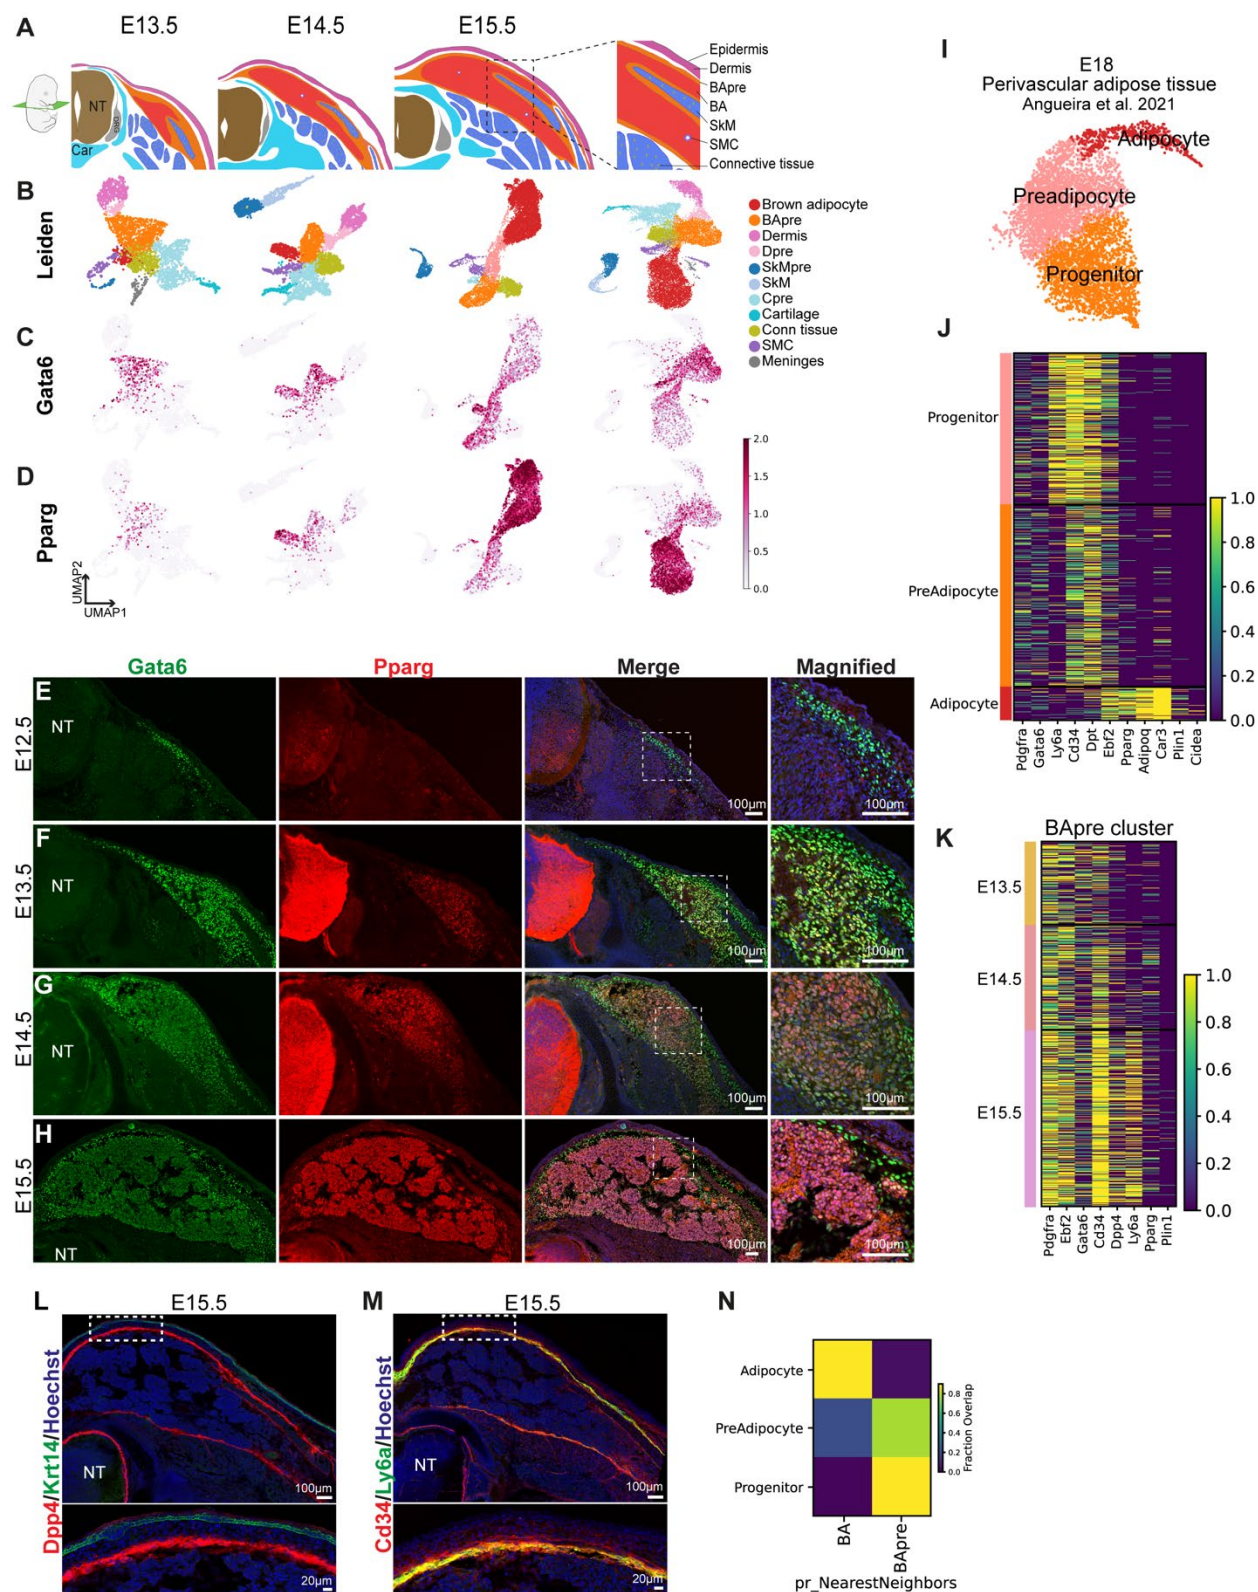 A
E13.5
E14.5
E15.5
NT
DRG
Car
Epidermis
Dermis
BApre
BA
SkM
SMC
Connective tissue
B
Leiden
Brown adipocyte
BApre
Dermis
Dpre
SkMpre
SkM
Cpre
Cartilage
Conn tissue
SMC
Meninges
C
Gata6
D
Pparg
2.0
1.5
1.0
0.5
0.0
UMAP2
UMAP1
Gata6
Pparg
Merge
Magnified
E
E12.5
NT
100µm
100µm
F
E13.5
NT
100µm
100µm
G
E14.5
NT
100µm
100µm
H
E15.5
NT
100µm
100µm
I
E18
Perivascular adipose tissue
Angueira et al. 2021
Adipocyte
Preadipocyte
Progenitor
J
Progenitor
PreAdipocyte
Adipocyte
Pdgfra
Gata6
Ly6a
Cd34
Dpt
Ebf2
Pparg
Adipoq
Car3
Plin1
Cidea
1.0
0.8
0.6
0.4
0.2
0.0
K
BApre cluster
E13.5
E14.5
E15.5
Pdgfra
Ebf2
Gata6
Cd34
Dpp4
Ly6a
Pparg
Plin1
1.0
0.8
0.6
0.4
0.2
0.0
L
E15.5
Dpp4/Krt14/Hoechst
NT
100µm
20µm
M
E15.5
Cd34/Ly6a/Hoechst
NT
100µm
20µm
N
Adipocyte
PreAdipocyte
Progenitor
BA
BApre
pr_NearestNeighbors
0.8
0.6
0.4
0.2
0.0
Fraction Overlap